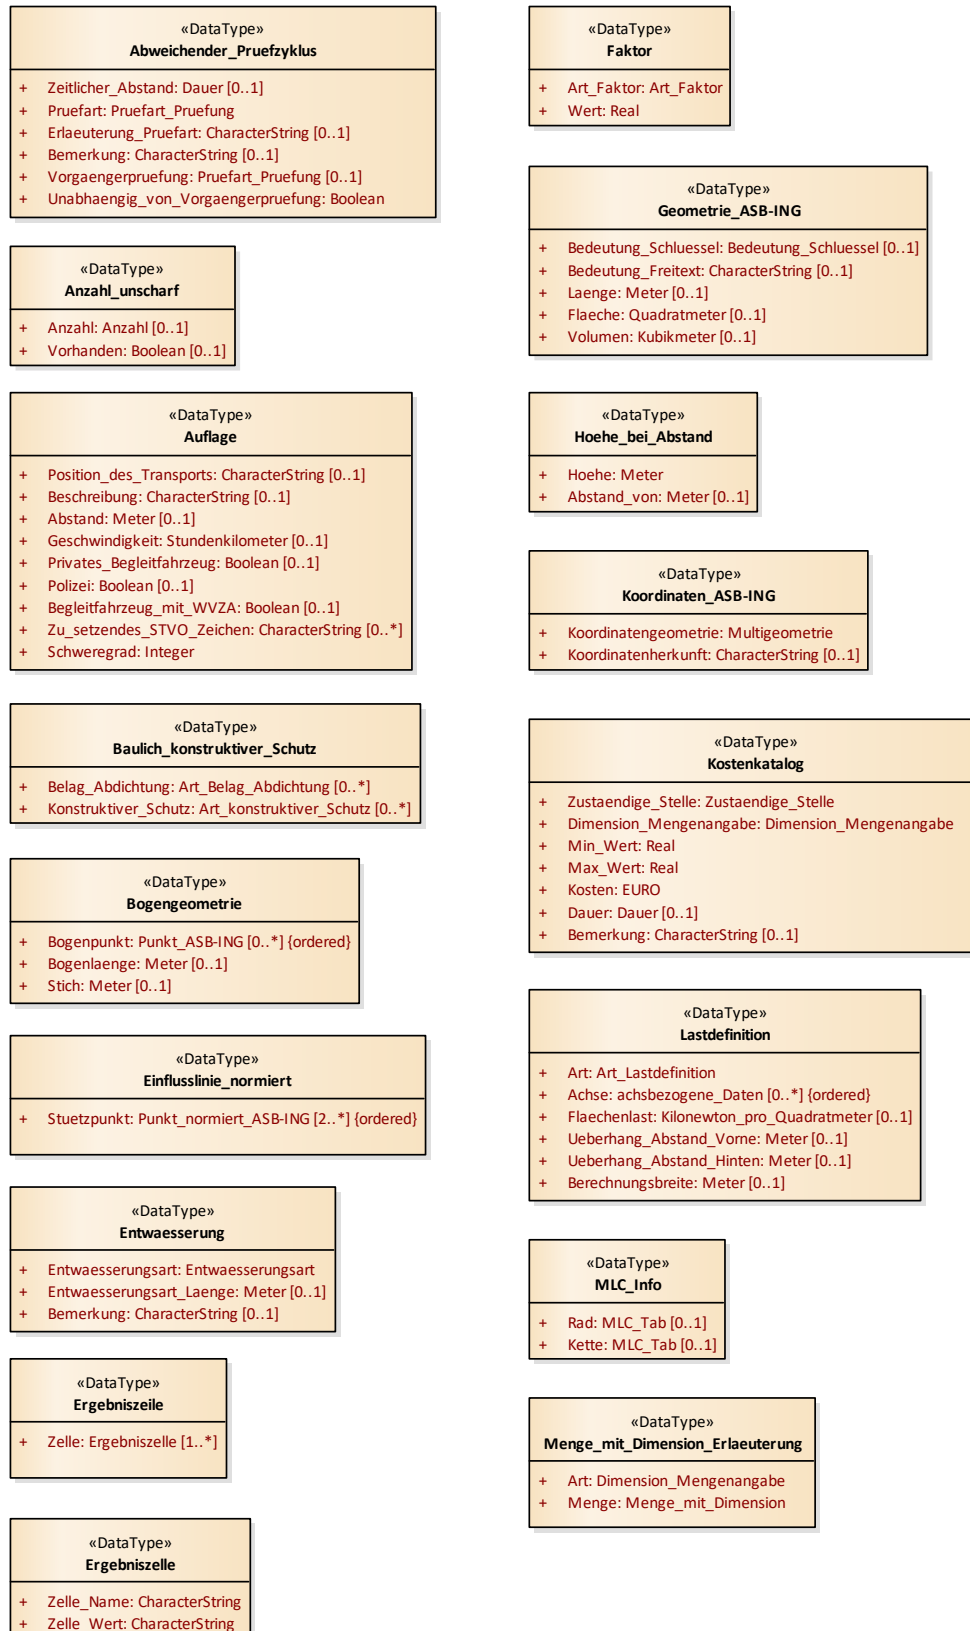 «DataType»
Abweichender_Pruefzyklus
+ Zeitlicher_Abstand: Dauer [0..1]
+ Pruefart: Pruefart_Pruefung
+ Erlaeuterung_Pruefart: CharacterString [0..1]
+ Bemerkung: CharacterString [0..1]
+ Vorgaengerpruefung: Pruefart_Pruefung [0..1]
+ Unabhaengig_von_Vorgaengerpruefung: Boolean
«DataType»
Anzahl_unscharf
+ Anzahl: Anzahl [0..1]
+ Vorhanden: Boolean [0..1]
«DataType»
Auflage
+ Position_des_Transports: CharacterString [0..1]
+ Beschreibung: CharacterString [0..1]
+ Abstand: Meter [0..1]
+ Geschwindigkeit: Stundenkilometer [0..1]
+ Privates_Begleitfahrzeug: Boolean [0..1]
+ Polizei: Boolean [0..1]
+ Begleitfahrzeug_mit_WVZA: Boolean [0..1]
+ Zu_setzendes_STVO_Zeichen: CharacterString [0..*]
+ Schweregrad: Integer
«DataType»
Baulich_konstruktiver_Schutz
+ Belag_Abdichtung: Art_Belag_Abdichtung [0..*]
+ Konstruktiver_Schutz: Art_konstruktiver_Schutz [0..*]
«DataType»
Bogengeometrie
+ Bogenpunkt: Punkt_ASB-ING [0..*] {ordered}
+ Bogenlaenge: Meter [0..1]
+ Stich: Meter [0..1]
«DataType»
Einflusslinie_normiert
+ Stuetzpunkt: Punkt_normiert_ASB-ING [2..*] {ordered}
«DataType»
Entwaesserung
+ Entwaesserungsart: Entwaesserungsart
+ Entwaesserungsart_Laenge: Meter [0..1]
+ Bemerkung: CharacterString [0..1]
«DataType»
Ergebniszeile
+ Zelle: Ergebniszelle [1..*]
«DataType»
Ergebniszelle
+ Zelle_Name: CharacterString
+ Zelle_Wert: CharacterString
«DataType»
Faktor
+ Art_Faktor: Art_Faktor
+ Wert: Real
«DataType»
Geometrie_ASB-ING
+ Bedeutung_Schluessel: Bedeutung_Schluessel [0..1]
+ Bedeutung_Freitext: CharacterString [0..1]
+ Laenge: Meter [0..1]
+ Flaeche: Quadratmeter [0..1]
+ Volumen: Kubikmeter [0..1]
«DataType»
Hoehe_bei_Abstand
+ Hoehe: Meter
+ Abstand_von: Meter [0..1]
«DataType»
Koordinaten_ASB-ING
+ Koordinatengeometrie: Multigeometrie
+ Koordinatenherkunft: CharacterString [0..1]
«DataType»
Kostenkatalog
+ Zustaendige_Stelle: Zustaendige_Stelle
+ Dimension_Mengenangabe: Dimension_Mengenangabe
+ Min_Wert: Real
+ Max_Wert: Real
+ Kosten: EURO
+ Dauer: Dauer [0..1]
+ Bemerkung: CharacterString [0..1]
«DataType»
Lastdefinition
+ Art: Art_Lastdefinition
+ Achse: achsbezogene_Daten [0..*] {ordered}
+ Flaechenlast: Kilonewton_pro_Quadratmeter [0..1]
+ Ueberhang_Abstand_Vorne: Meter [0..1]
+ Ueberhang_Abstand_Hinten: Meter [0..1]
+ Berechnungsbreite: Meter [0..1]
«DataType»
MLC_Info
+ Rad: MLC_Tab [0..1]
+ Kette: MLC_Tab [0..1]
«DataType»
Menge_mit_Dimension_Erlaeuterung
+ Art: Dimension_Mengenangabe
+ Menge: Menge_mit_Dimension